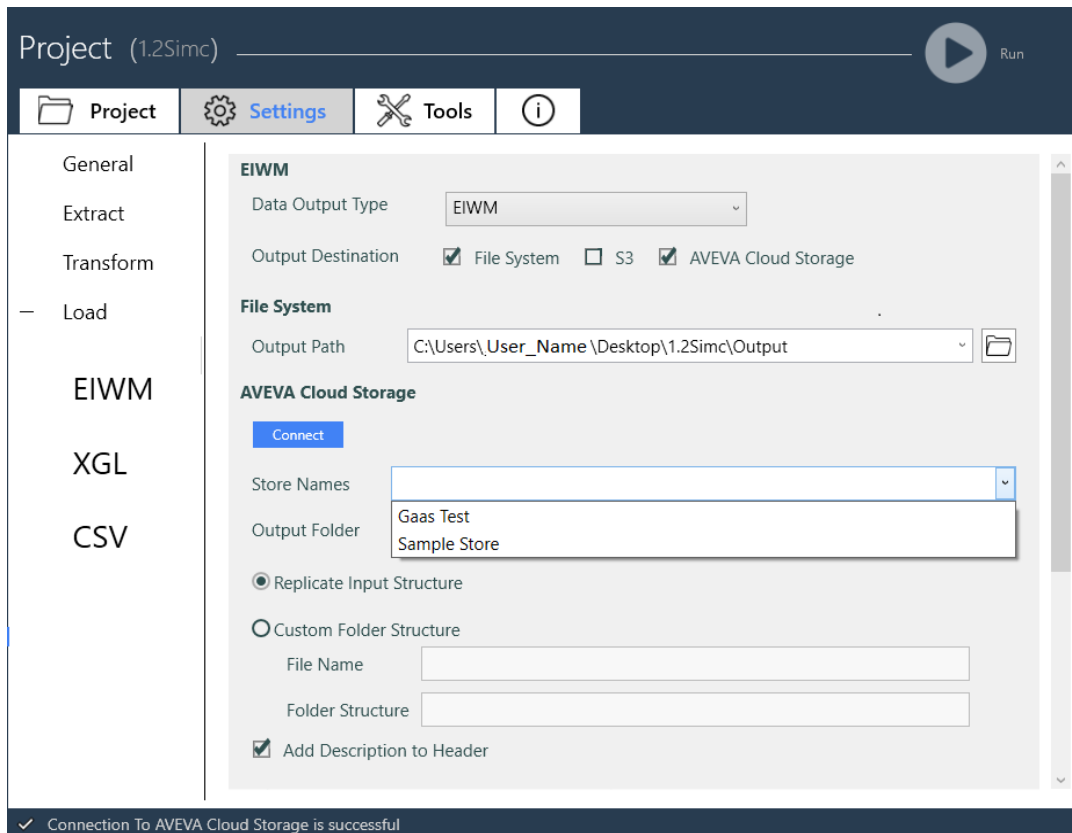 Project (1.2Simc)
Run
Project Settings Tools
General
Extract
Transform
Load
EIWM
XGL
CSV
EIWM
Data Output Type EIWM
Output Destination File System S3 AVEVA Cloud Storage
File System
Output Path C:\Users\.User_Name\Desktop\1.2Simc\Output
AVEVA Cloud Storage
Connect
Store Names
Gaas Test
Output Folder
Sample Store
Replicate Input Structure
Custom Folder Structure
File Name
Folder Structure
Add Description to Header
Connection To AVEVA Cloud Storage is successful